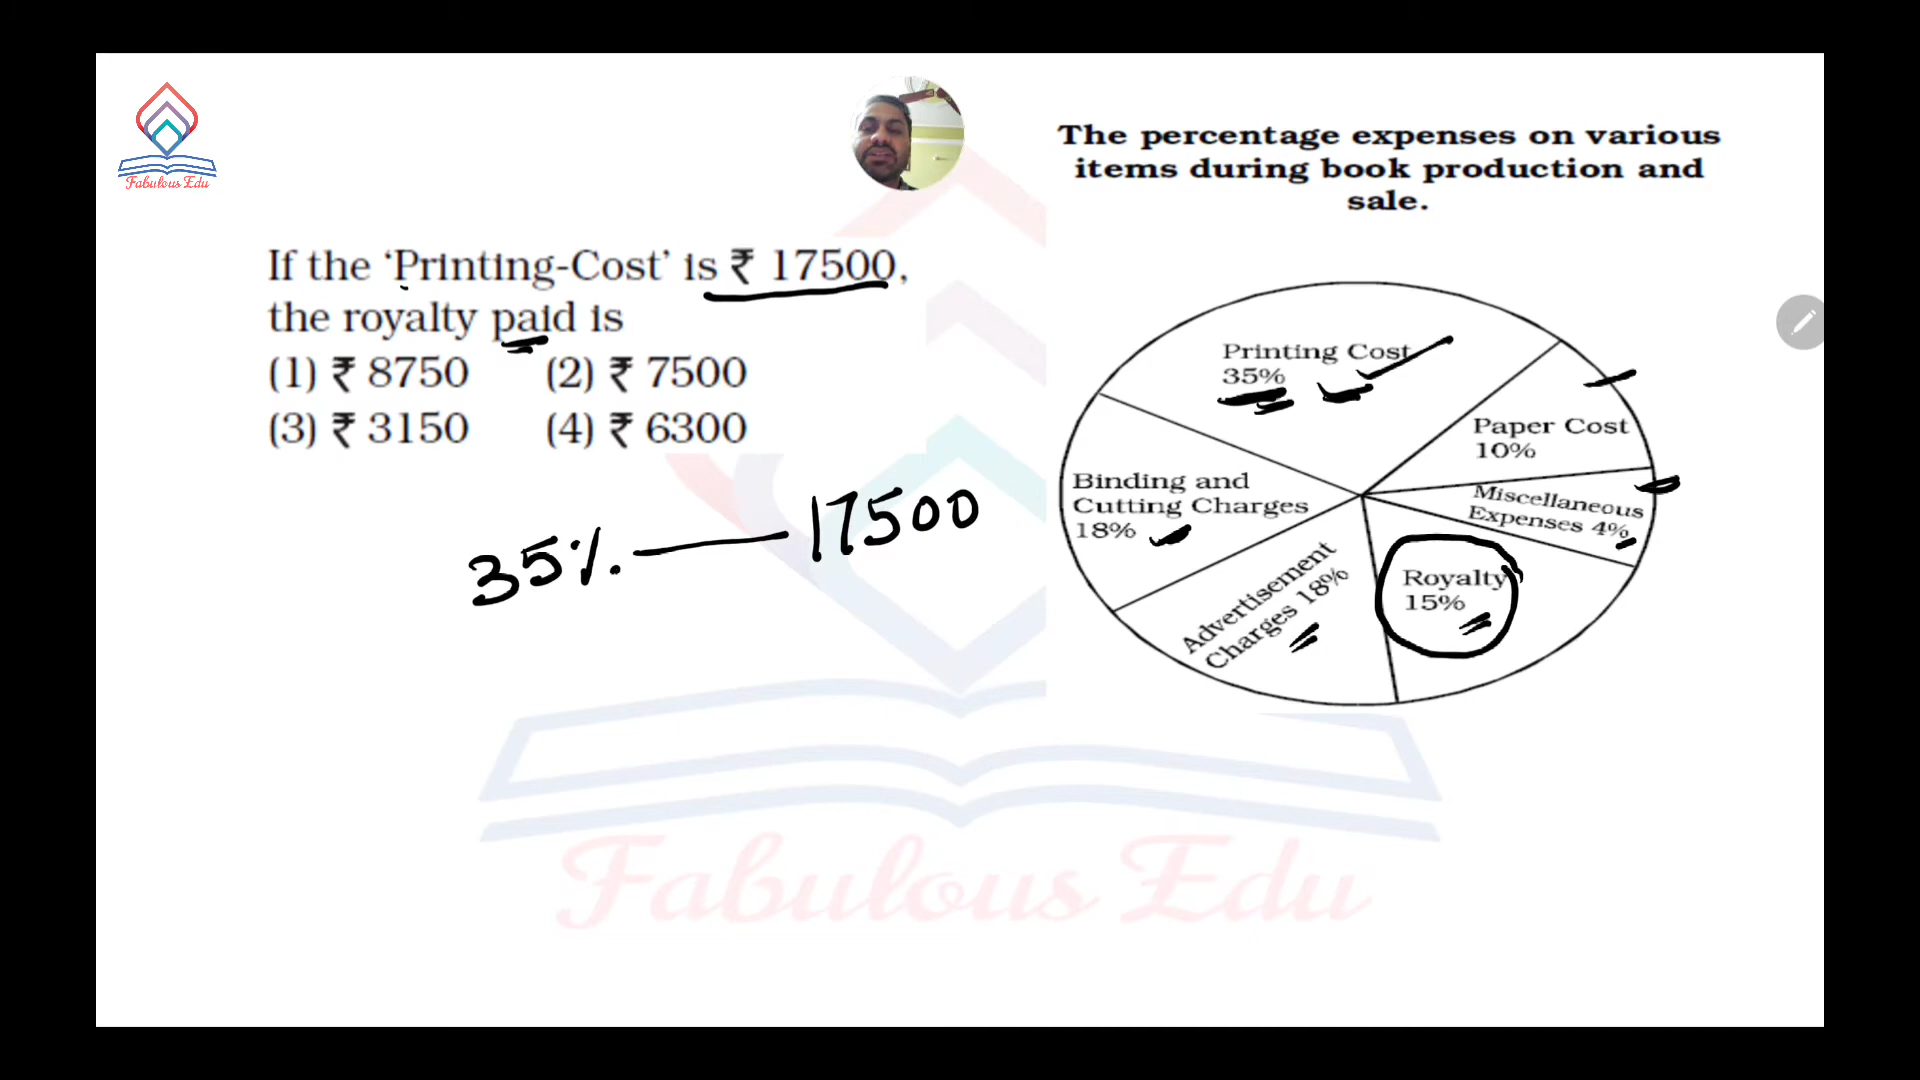 Fabulous Edu
The percentage expenses on various
items during book production and
sale.
If the ‘Printing-Cost’ is ₹ 17500,
the royalty paid is
(1) ₹ 8750 (2) ₹ 7500
(3) ₹ 3150 (4) ₹ 6300
35% — 17500
Printing Cost
35%
Paper Cost
10%
Miscellaneous
Expenses 4%
Royalty
15%
Advertisement
Charges 18%
Binding and
Cutting Charges
18%
Fabulous Edu